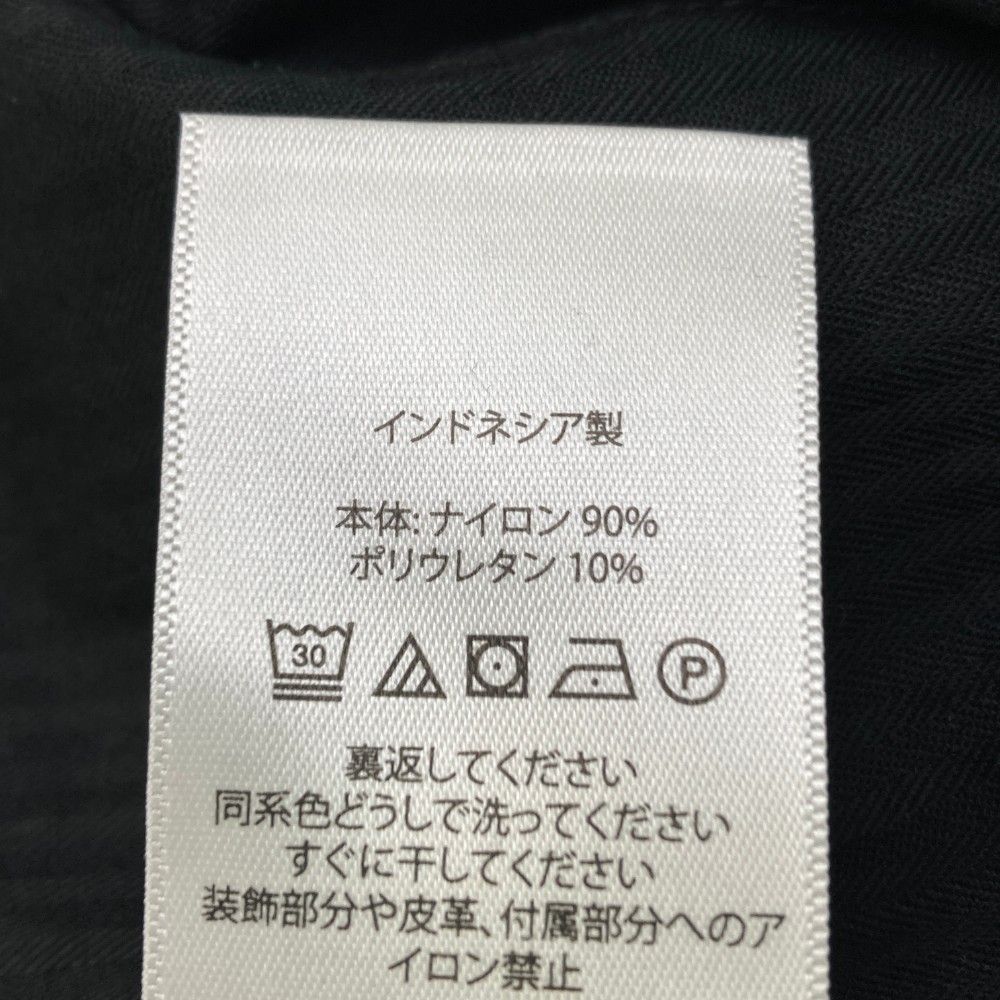 インドネシア製
本体: ナイロン 90%
ポリウレタン 10%
30 P
裏返してください
同系色どうしで洗ってください
すぐに干してください
装飾部分や皮革、付属部分へのア
イロン禁止